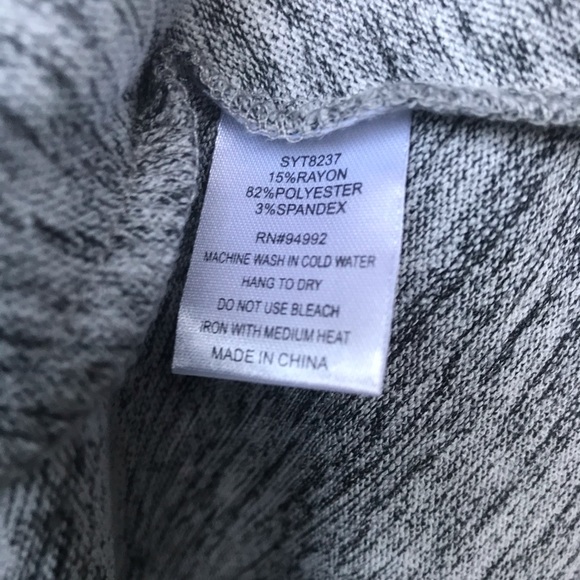 SYT8237
15%RAYON
82%POLYESTER
3%SPANDEX
RN#94992
MACHINE WASH IN COLD WATER
HANG TO DRY
DO NOT USE BLEACH
IRON WITH MEDIUM HEAT
MADE IN CHINA